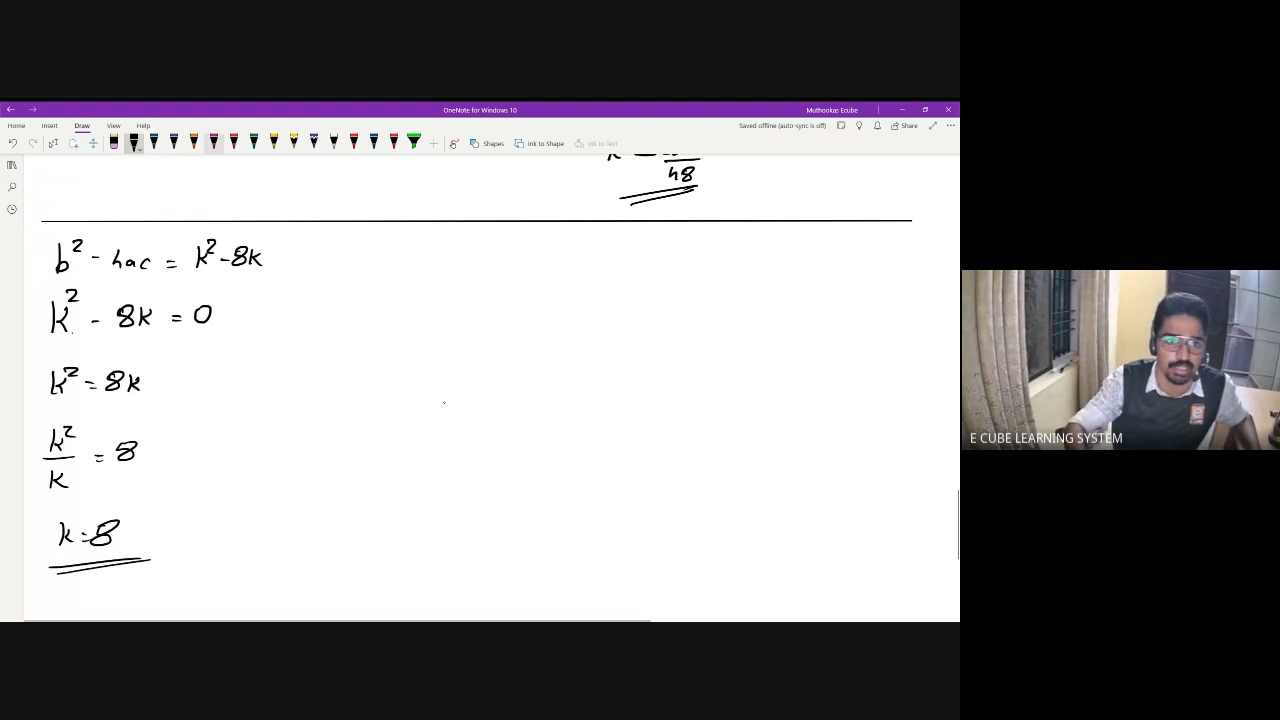 OneNote for Windows 10
Muthookas Ecube
Home Insert Draw View Help
Saved offline (auto-sync is off)
Share
Shapes
Ink to Shape
Ink to Text
48
b² - 4ac = k² - 8k
k² - 8k = 0
k² = 8k
k²/k = 8
k = 8
E CUBE LEARNING SYSTEM